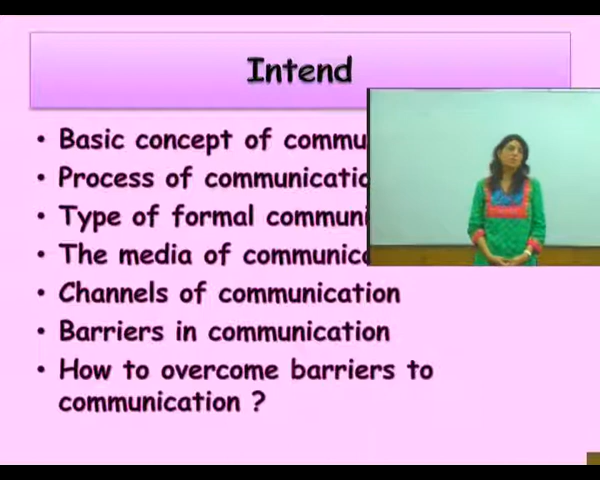 Intend
• Basic concept of commu
• Process of communicatio
• Type of formal communi
• The media of communica
• Channels of communication
• Barriers in communication
• How to overcome barriers to
communication ?